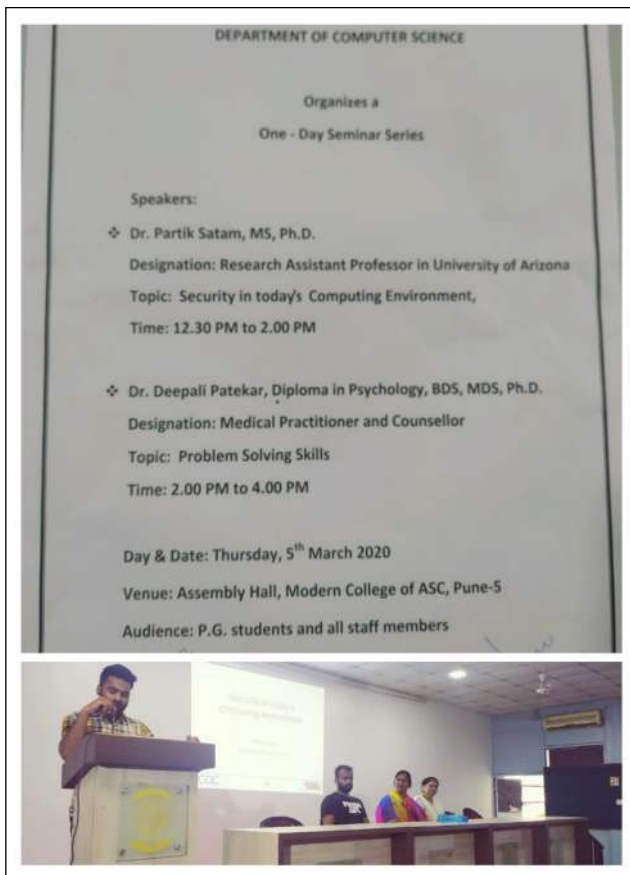 DEPARTMENT OF COMPUTER SCIENCE
Organizes a
One - Day Seminar Series
Speakers:
❖ Dr. Partik Satam, MS, Ph.D.
Designation: Research Assistant Professor in University of Arizona
Topic: Security in today's Computing Environment,
Time: 12.30 PM to 2.00 PM
❖ Dr. Deepali Patekar, Diploma in Psychology, BDS, MDS, Ph.D.
Designation: Medical Practitioner and Counsellor
Topic: Problem Solving Skills
Time: 2.00 PM to 4.00 PM
Day & Date: Thursday, 5th March 2020
Venue: Assembly Hall, Modern College of ASC, Pune-5
Audience: P.G. students and all staff members